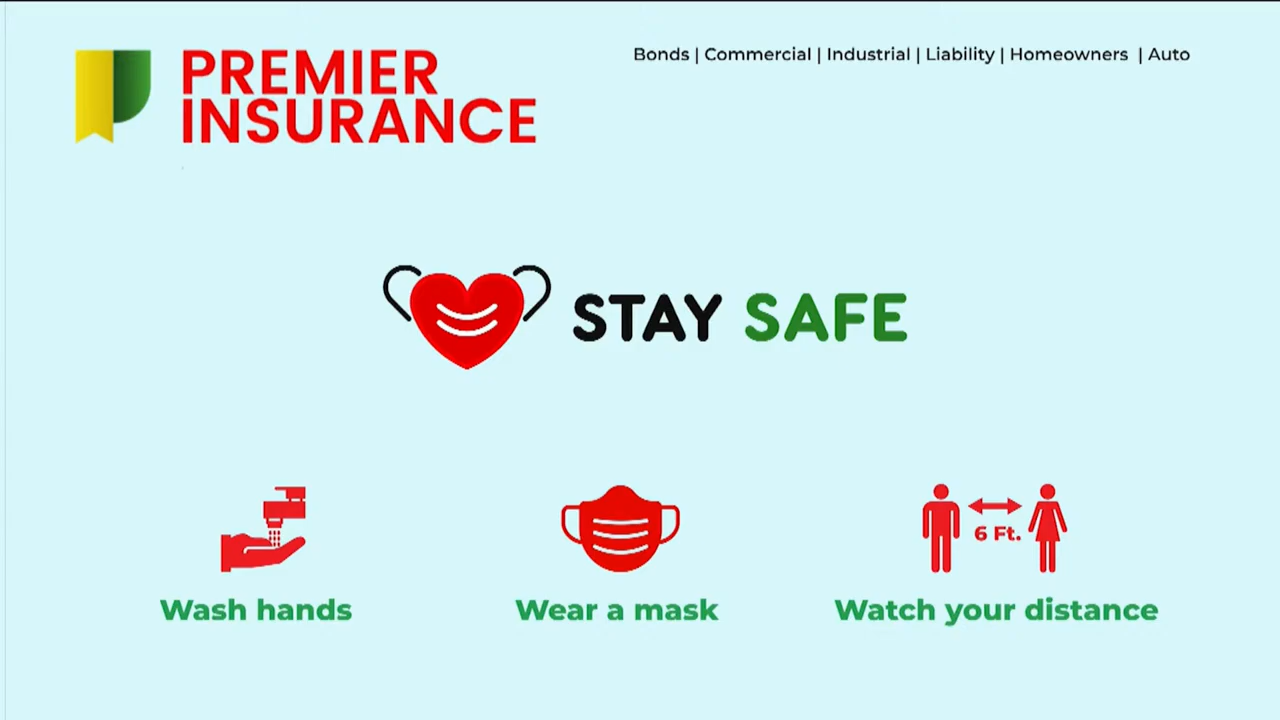 PREMIER
INSURANCE
Bonds | Commercial | Industrial | Liability | Homeowners | Auto
STAY SAFE
6 Ft.
Wash hands
Wear a mask
Watch your distance